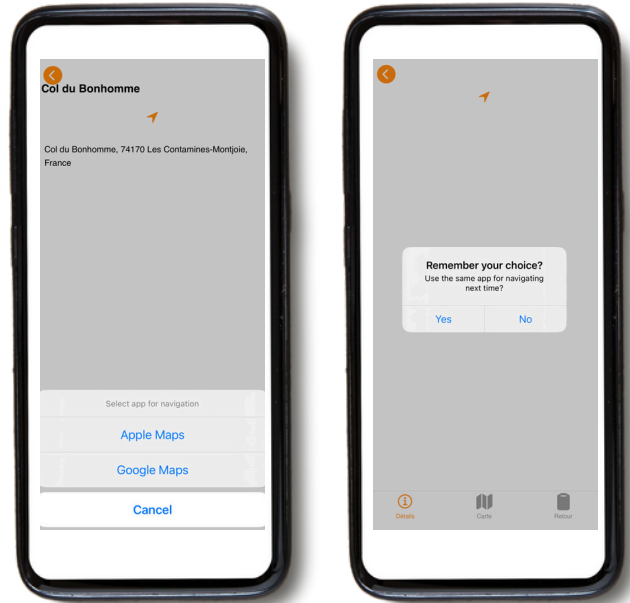 Col du Bonhomme
Col du Bonhomme, 74170 Les Contamines-Montjoie,
France
Select app for navigation
Apple Maps
Google Maps
Cancel
Remember your choice?
Use the same app for navigating
next time?
Yes
No
Détails
Carte
Retour